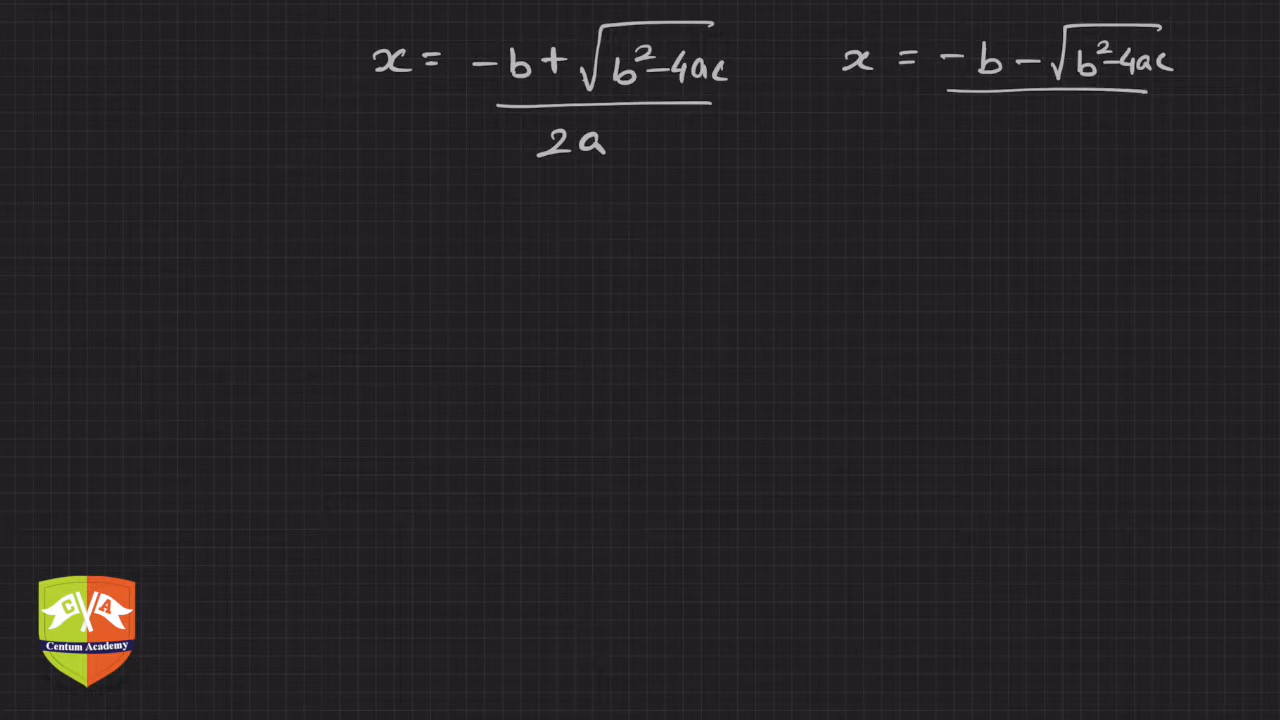 x = -b + √b²-4ac x = -b - √b²-4ac
2a
C A
Centum Academy